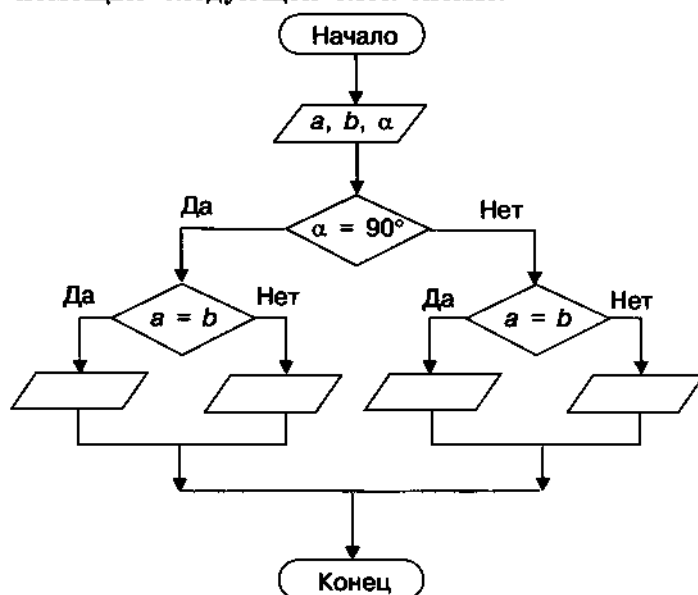 Начало
a, b, α
Да
Нет
α = 90°
Да
Нет
Да
Нет
a = b
a = b
Конец